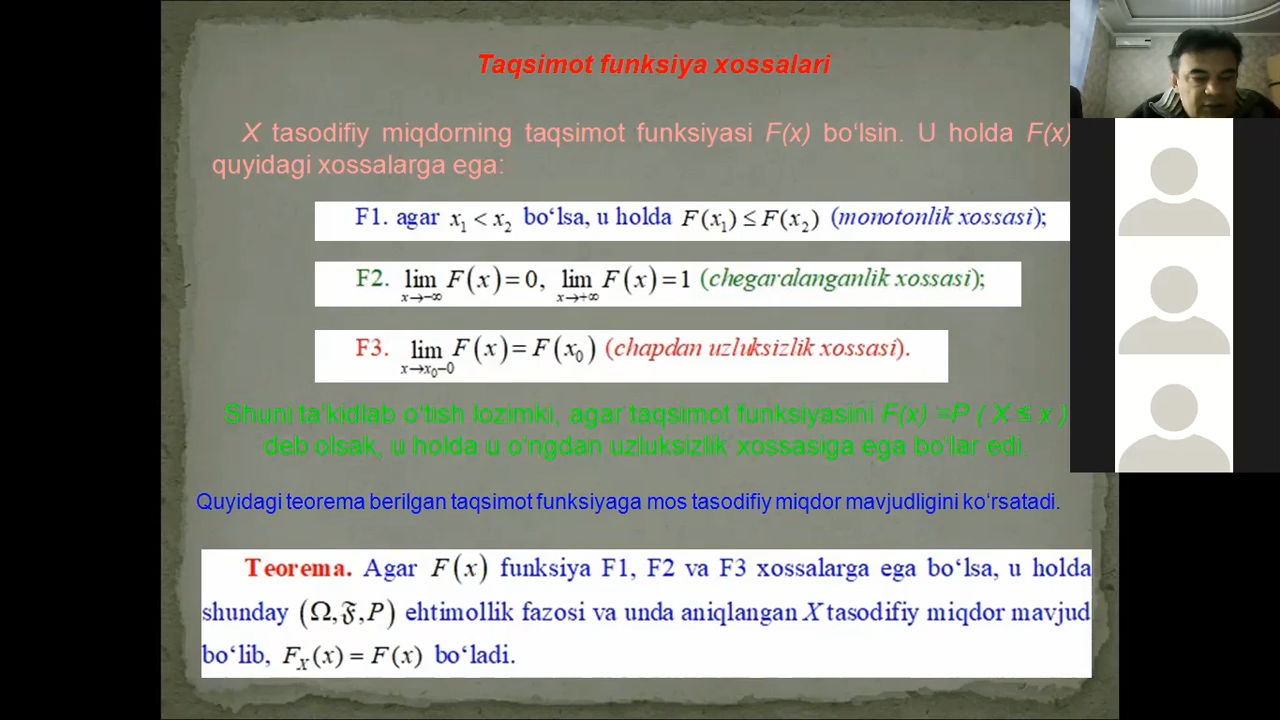 Taqsimot funksiya xossalari
X tasodifiy miqdorning taqsimot funksiyasi F(x) bo‘lsin. U holda F(x)
quyidagi xossalarga ega:
F1. agar x₁ < x₂ bo‘lsa, u holda F(x₁) ≤ F(x₂) (monotonlik xossasi);
F2. lim x→−∞ F(x) = 0, lim x→+∞ F(x) = 1 (chegaralanganlik xossasi);
F3. lim x→x₀−0 F(x) = F(x₀) (chapdan uzluksizlik xossasi).
Shuni ta’kidlab o‘tish lozimki, agar taqsimot funksiyasini F(x) =P ( X ≤ x )
deb olsak, u holda u o‘ngdan uzluksizlik xossasiga ega bo‘lar edi.
Quyidagi teorema berilgan taqsimot funksiyaga mos tasodifiy miqdor mavjudligini ko‘rsatadi.
Teorema. Agar F(x) funksiya F1, F2 va F3 xossalarga ega bo‘lsa, u holda
shunday (Ω, 𝔉, P) ehtimollik fazosi va unda aniqlangan X tasodifiy miqdor mavjud
bo‘lib, F_X(x) = F(x) bo‘ladi.